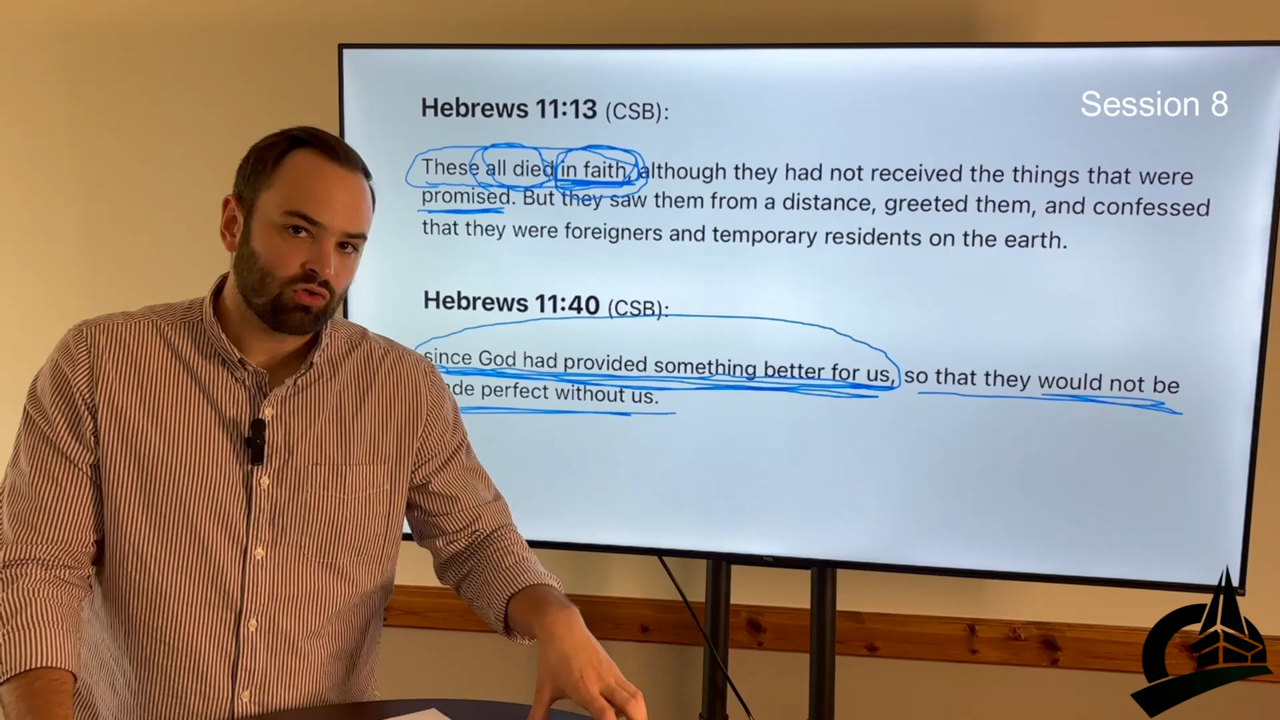 Session 8
Hebrews 11:13 (CSB):
These all died in faith, although they had not received the things that were
promised. But they saw them from a distance, greeted them, and confessed
that they were foreigners and temporary residents on the earth.
Hebrews 11:40 (CSB):
since God had provided something better for us, so that they would not be
de perfect without us.